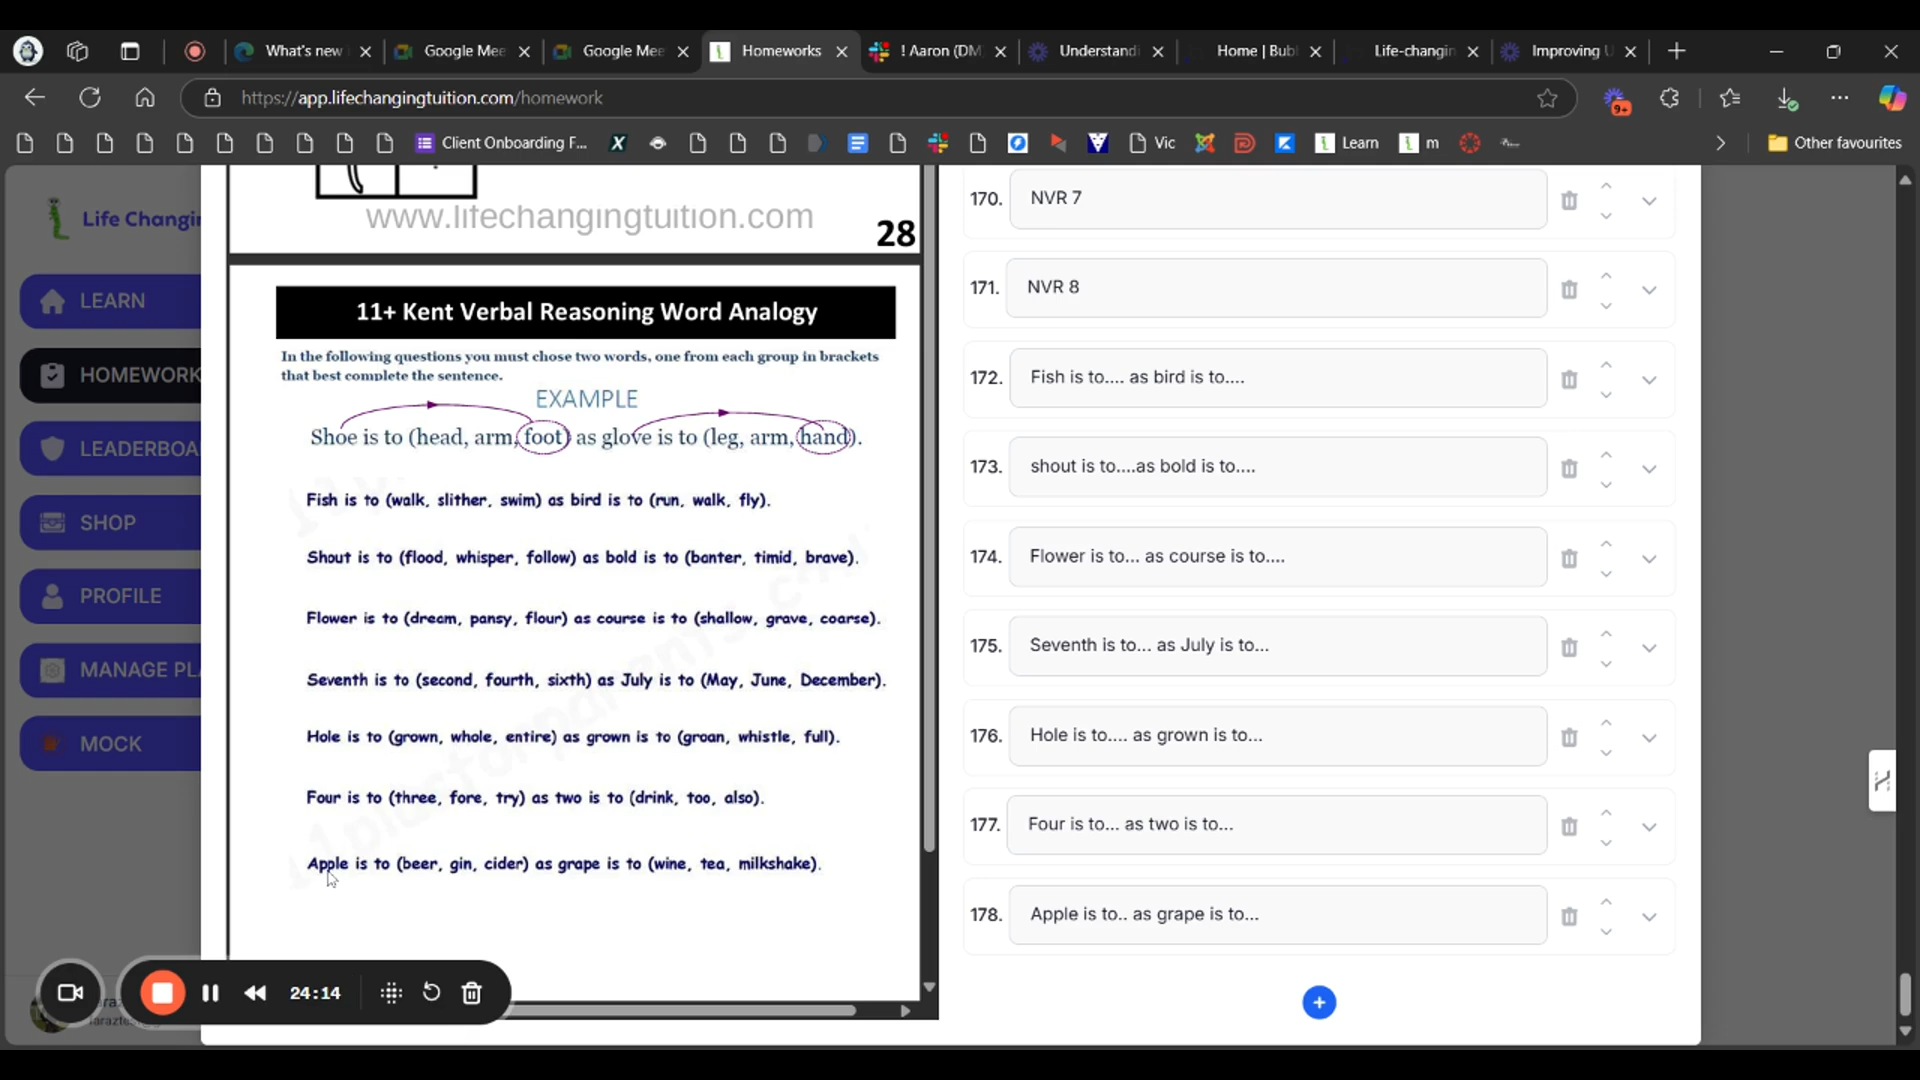 What's new
Google Mee
Google Mee
Homeworks
! Aaron (DM
Understandi
Home | Bubl
Life-changin
Improving U
https://app.lifechangingtuition.com/homework
9+
Client Onboarding F...
Vic
Learn
m
Other favourites
Life Changin
LEARN
HOMEWORK
LEADERBOA
SHOP
PROFILE
MANAGE PL
MOCK
www.lifechangingtuition.com
28
11+ Kent Verbal Reasoning Word Analogy
In the following questions you must chose two words, one from each group in brackets
that best complete the sentence.
EXAMPLE
Shoe is to (head, arm, foot) as glove is to (leg, arm, hand).
Fish is to (walk, slither, swim) as bird is to (run, walk, fly).
Shout is to (flood, whisper, follow) as bold is to (banter, timid, brave).
Flower is to (dream, pansy, flour) as course is to (shallow, grave, coarse).
Seventh is to (second, fourth, sixth) as July is to (May, June, December).
Hole is to (grown, whole, entire) as grown is to (groan, whistle, full).
Four is to (three, fore, try) as two is to (drink, too, also).
Apple is to (beer, gin, cider) as grape is to (wine, tea, milkshake).
170. NVR 7
171. NVR 8
172. Fish is to.... as bird is to....
173. shout is to....as bold is to....
174. Flower is to... as course is to....
175. Seventh is to... as July is to...
176. Hole is to.... as grown is to...
177. Four is to... as two is to...
178. Apple is to.. as grape is to...
24:14